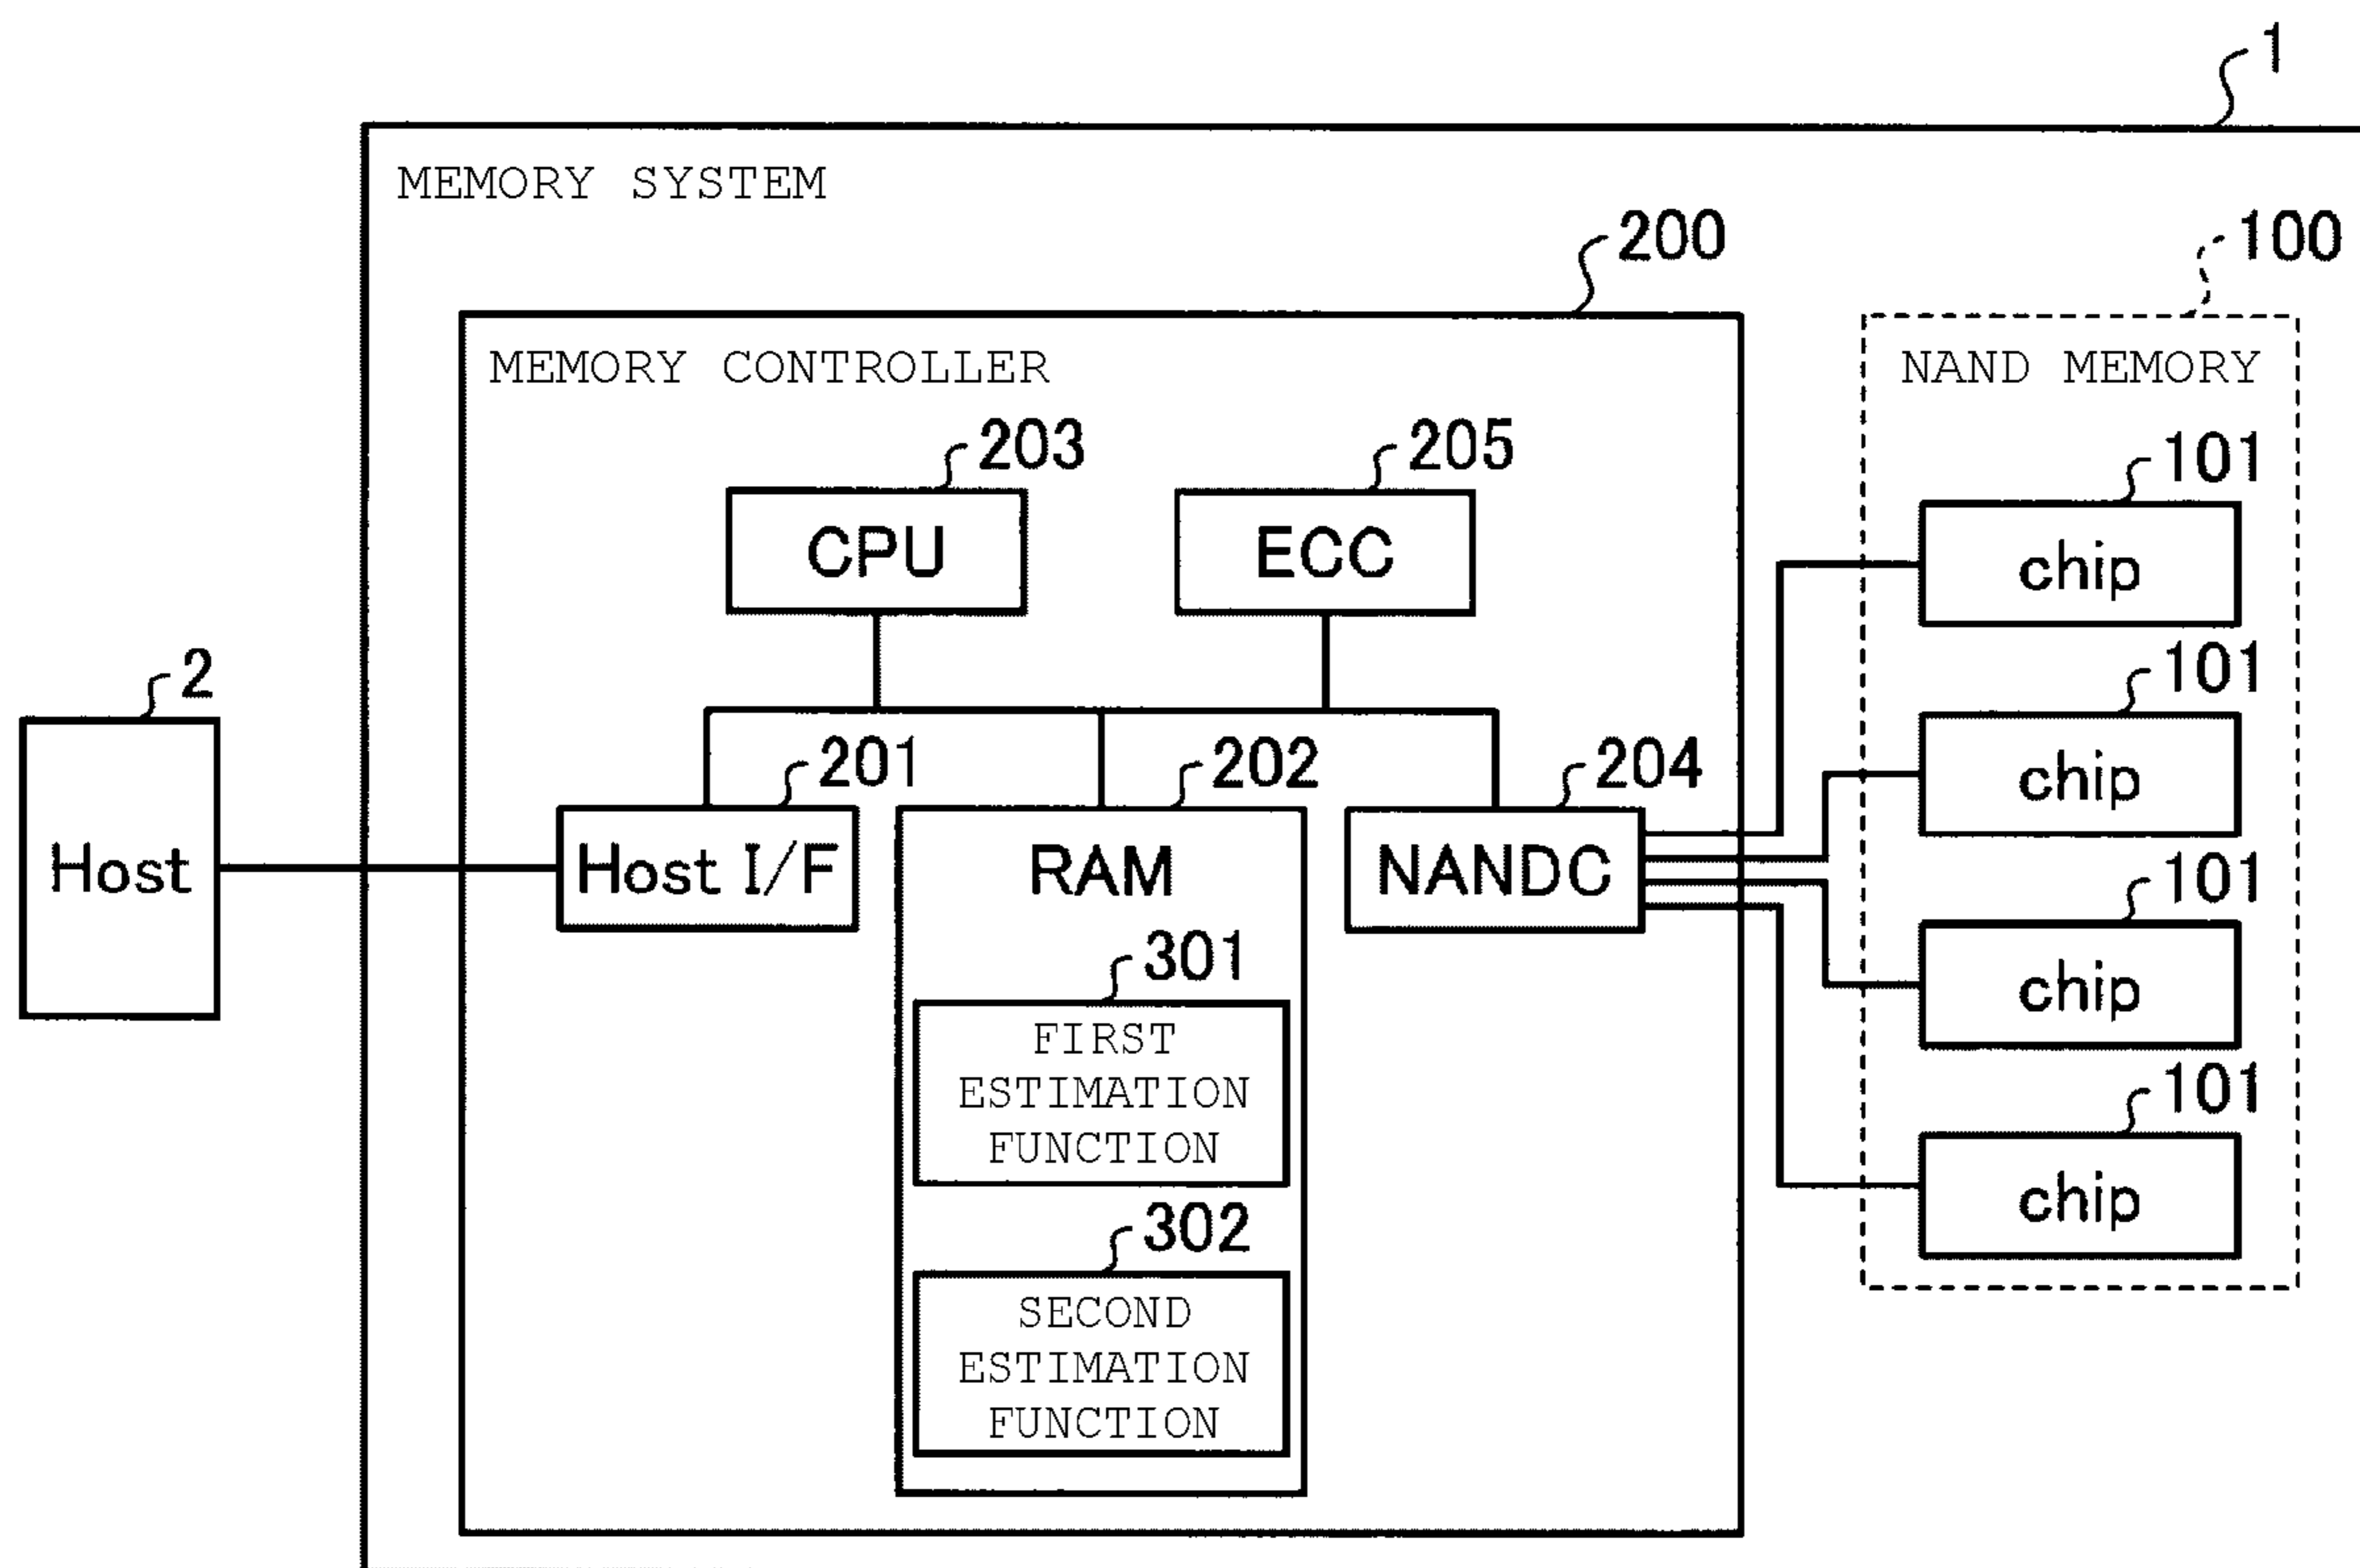 1
MEMORY SYSTEM
200
100
MEMORY CONTROLLER
NAND MEMORY
203
205
101
CPU
ECC
chip
2
101
201
202
204
chip
Host
Host I/F
RAM
NANDC
101
301
chip
FIRST
ESTIMATION
FUNCTION
101
302
chip
SECOND
ESTIMATION
FUNCTION